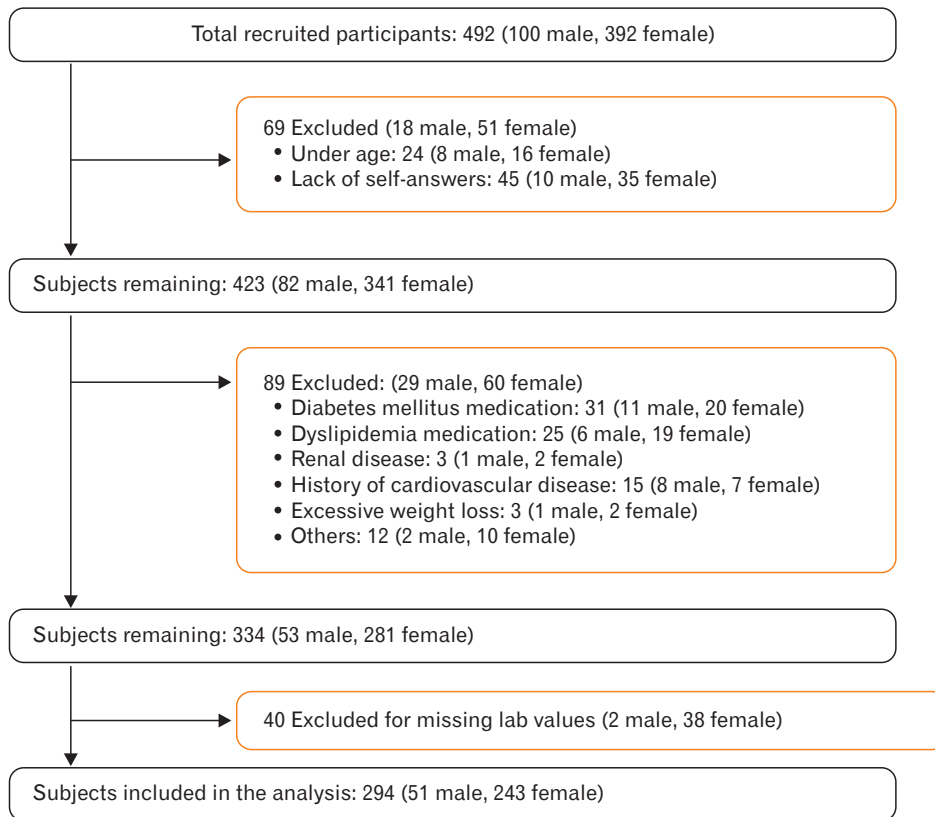 Total recruited participants: 492 (100 male, 392 female)
69 Excluded (18 male, 51 female)
• Under age: 24 (8 male, 16 female)
• Lack of self-answers: 45 (10 male, 35 female)
Subjects remaining: 423 (82 male, 341 female)
89 Excluded: (29 male, 60 female)
• Diabetes mellitus medication: 31 (11 male, 20 female)
• Dyslipidemia medication: 25 (6 male, 19 female)
• Renal disease: 3 (1 male, 2 female)
• History of cardiovascular disease: 15 (8 male, 7 female)
• Excessive weight loss: 3 (1 male, 2 female)
• Others: 12 (2 male, 10 female)
Subjects remaining: 334 (53 male, 281 female)
40 Excluded for missing lab values (2 male, 38 female)
Subjects included in the analysis: 294 (51 male, 243 female)